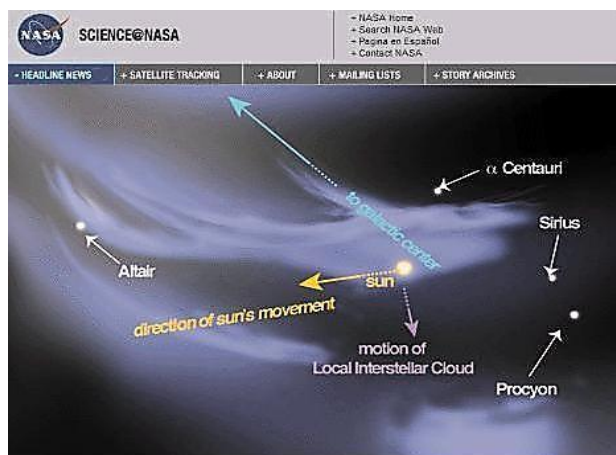 NASA
SCIENCE@NASA
+ NASA Home
+ Search NASA Web
+ Pagina en Español
+ Contact NASA
- HEADLINE NEWS
+ SATELLITE TRACKING
+ ABOUT
+ MAILING LISTS
+ STORY ARCHIVES
α Centauri
to galactic center
Sirius
Altair
sun
direction of sun's movement
motion of
Local Interstellar Cloud
Procyon